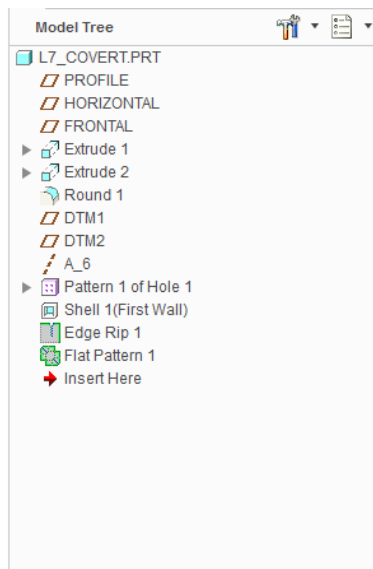 Model Tree
L7_COVERT.PRT
PROFILE
HORIZONTAL
FRONTAL
Extrude 1
Extrude 2
Round 1
DTM1
DTM2
A_6
Pattern 1 of Hole 1
Shell 1(First Wall)
Edge Rip 1
Flat Pattern 1
Insert Here